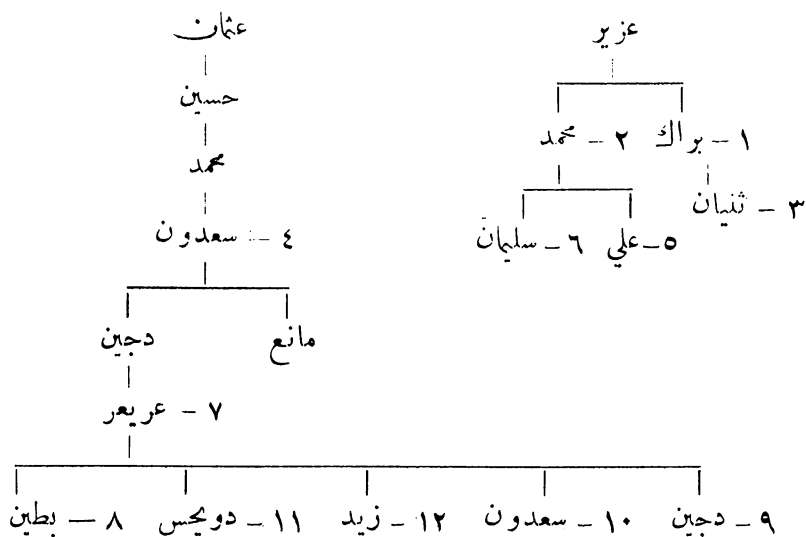 عزير عثمان
حسين
١ – براك ٢ – محمد
محمد
٣ – ثنيان
٤ – سعدون ٥ – علي ٦ – سليمان
مانع دجين
٧ – عريعر
٩ – دجين ١٠ – سعدون ١٢ – زيد ١١ – دويحس ٨ – بطين